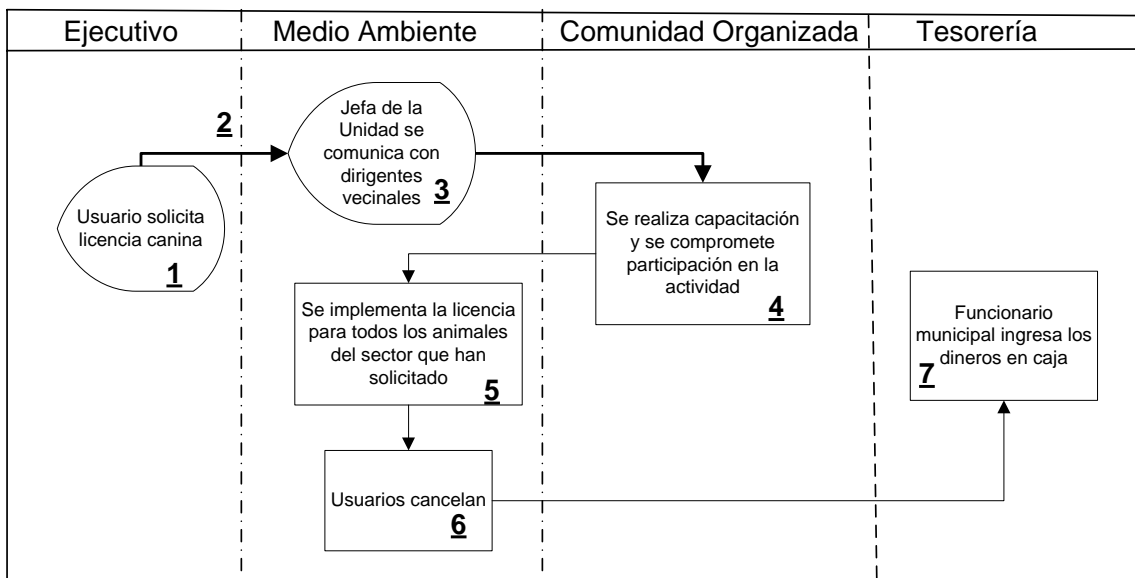 Ejecutivo
Medio Ambiente
Comunidad Organizada
Tesorería
2
Jefa de la
Unidad se
comunica con
dirigentes
vecinales
3
Usuario solicita
licencia canina
1
Se realiza capacitación
y se compromete
participación en la
actividad
4
Se implementa la licencia
para todos los animales
del sector que han
solicitado
5
Funcionario
municipal ingresa los
dineros en caja
7
Usuarios cancelan
6